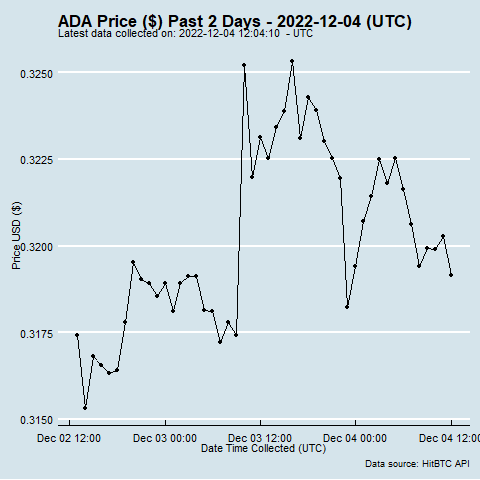 ADA Price ($) Past 2 Days - 2022-12-04 (UTC)
Latest data collected on: 2022-12-04 12:04:10  - UTC
0.3250
0.3225
0.3200
0.3175
0.3150
Price USD ($)
Dec 02 12:00 Dec 03 00:00 Dec 03 12:00 Dec 04 00:00 Dec 04 12:00
Date Time Collected (UTC)
Data source: HitBTC API